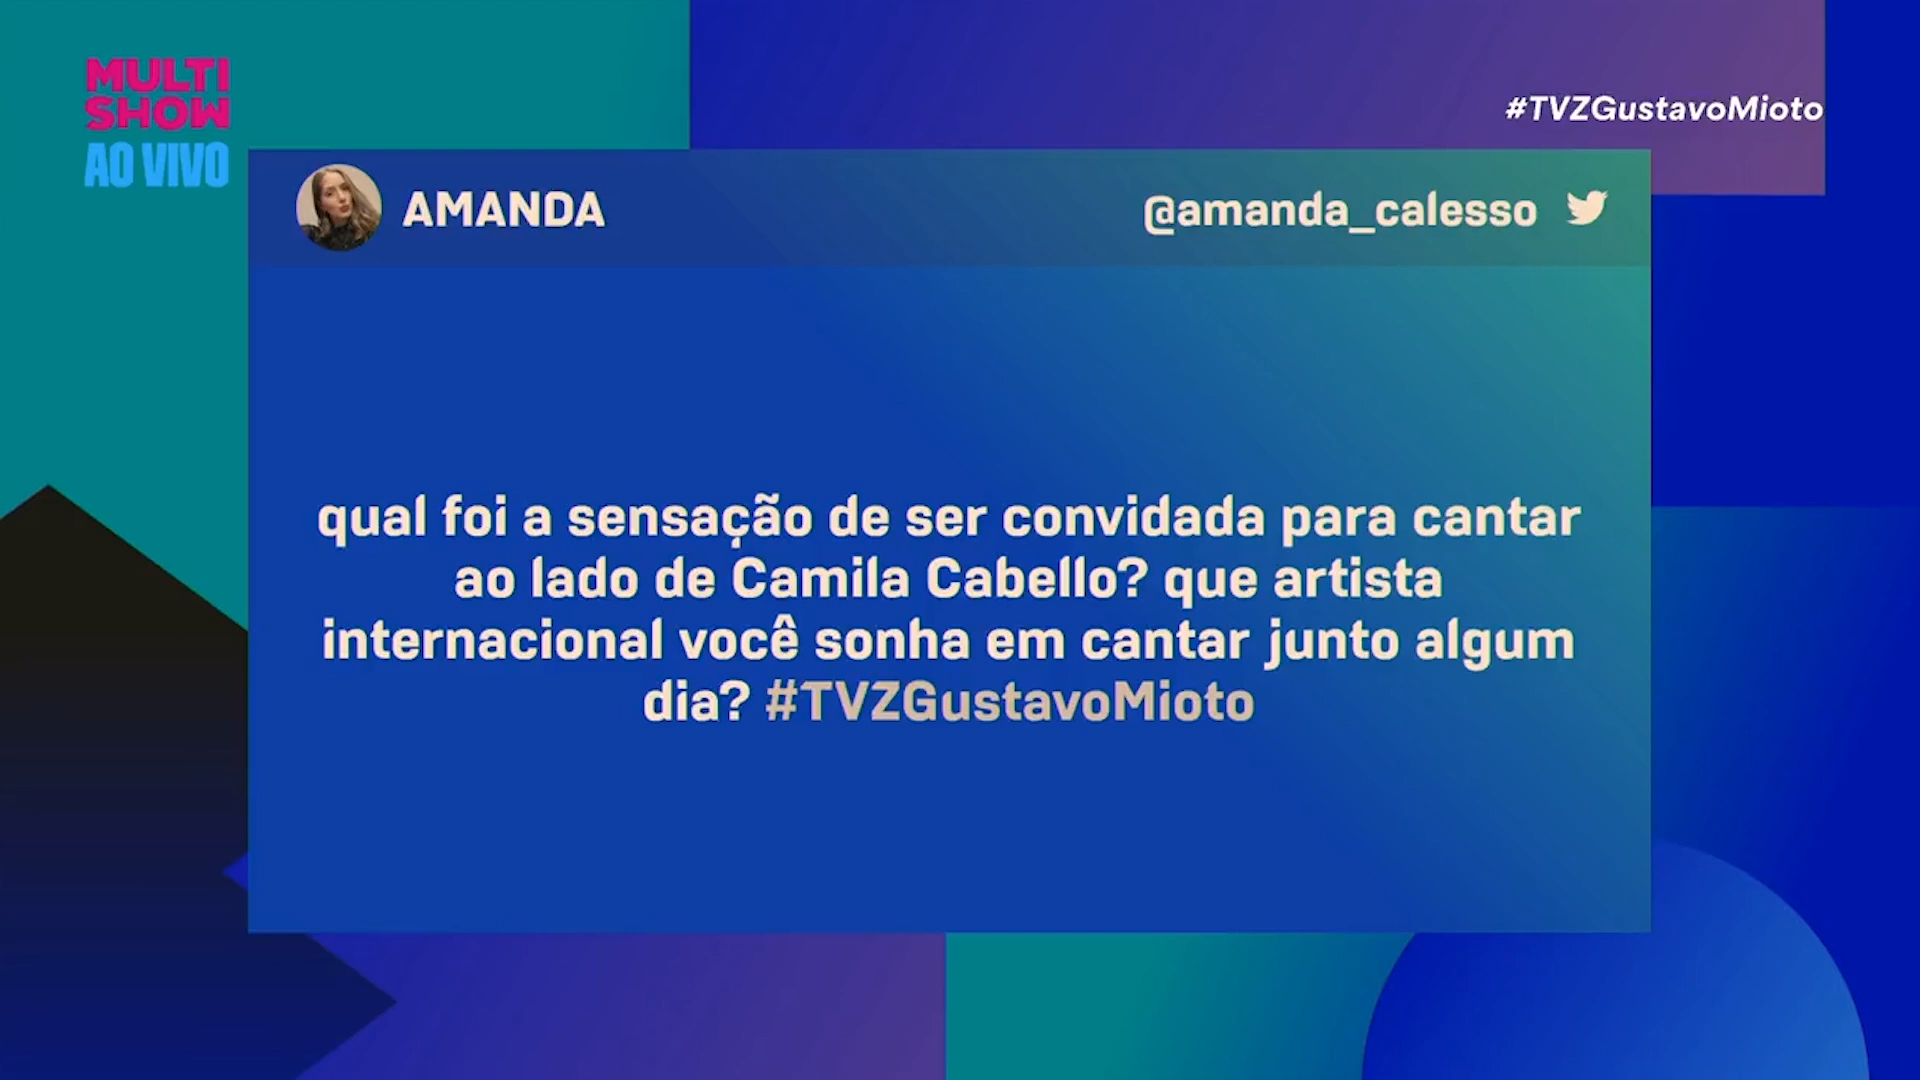 MULTI
SHOW
AO VIVO
#TVZGustavoMioto
AMANDA
@amanda_calesso
qual foi a sensação de ser convidada para cantar
ao lado de Camila Cabello? que artista
internacional você sonha em cantar junto algum
dia? #TVZGustavoMioto